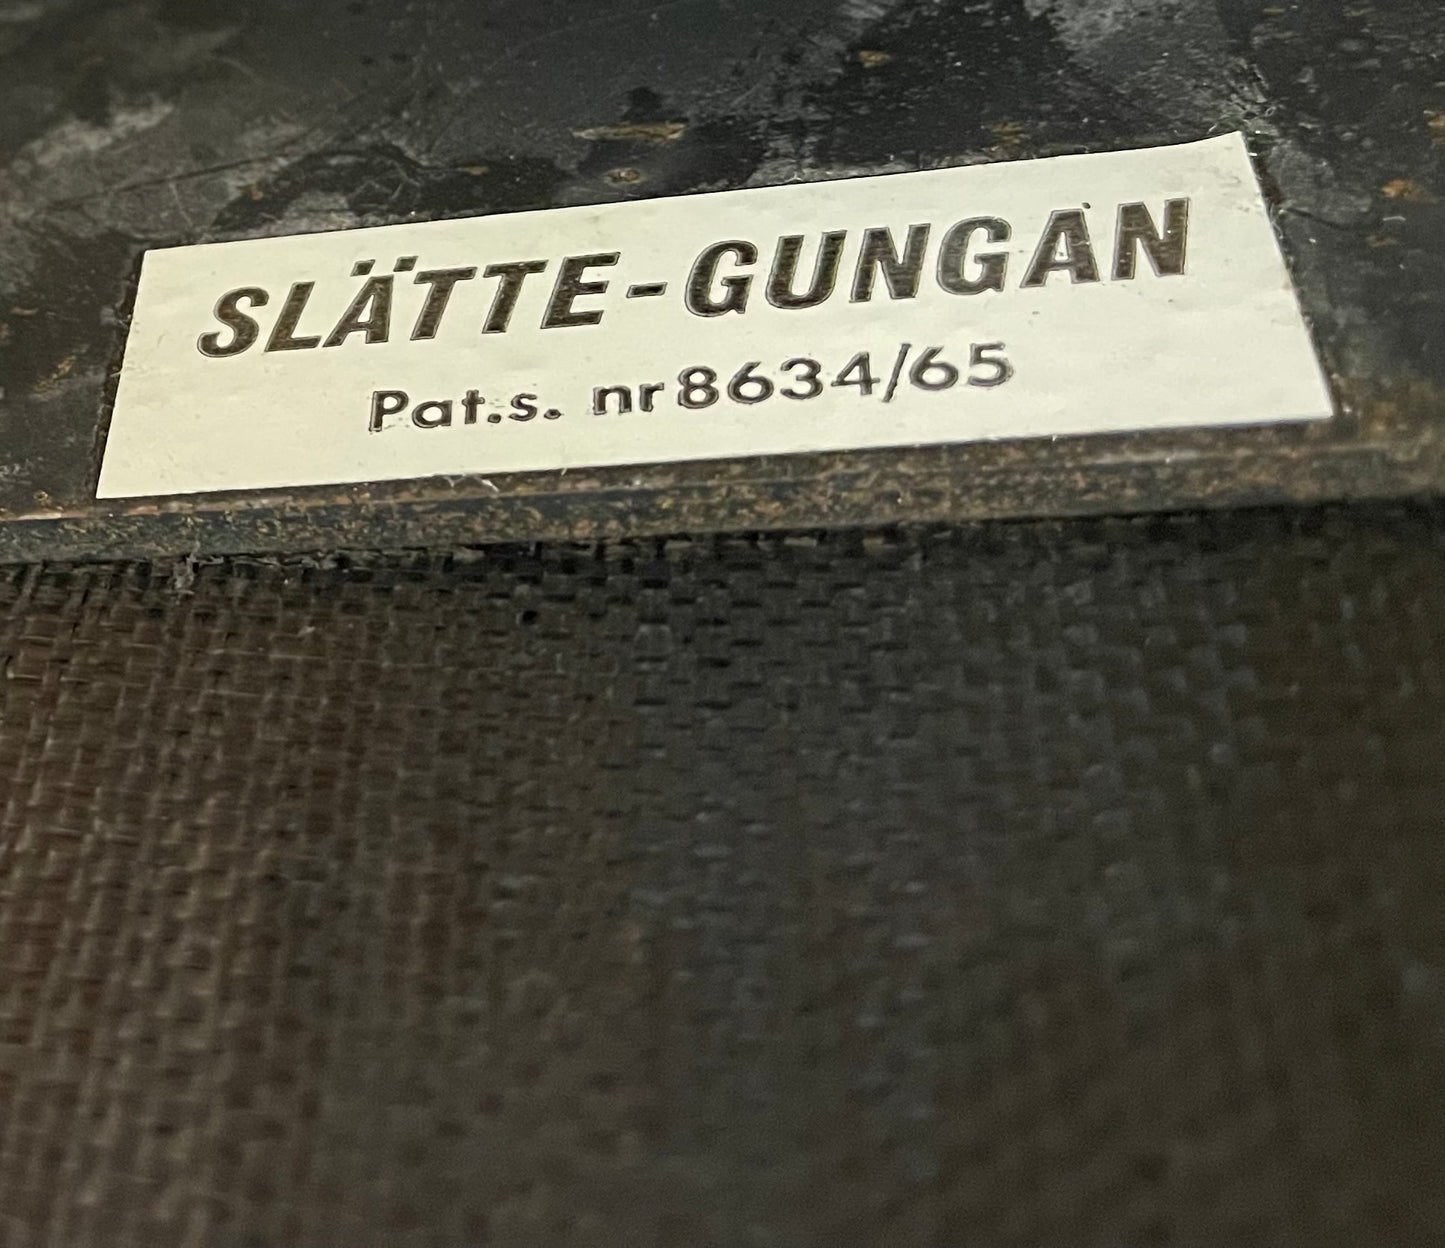 SLÄTTE-GUNGAN
Pat.s. nr 8634/65